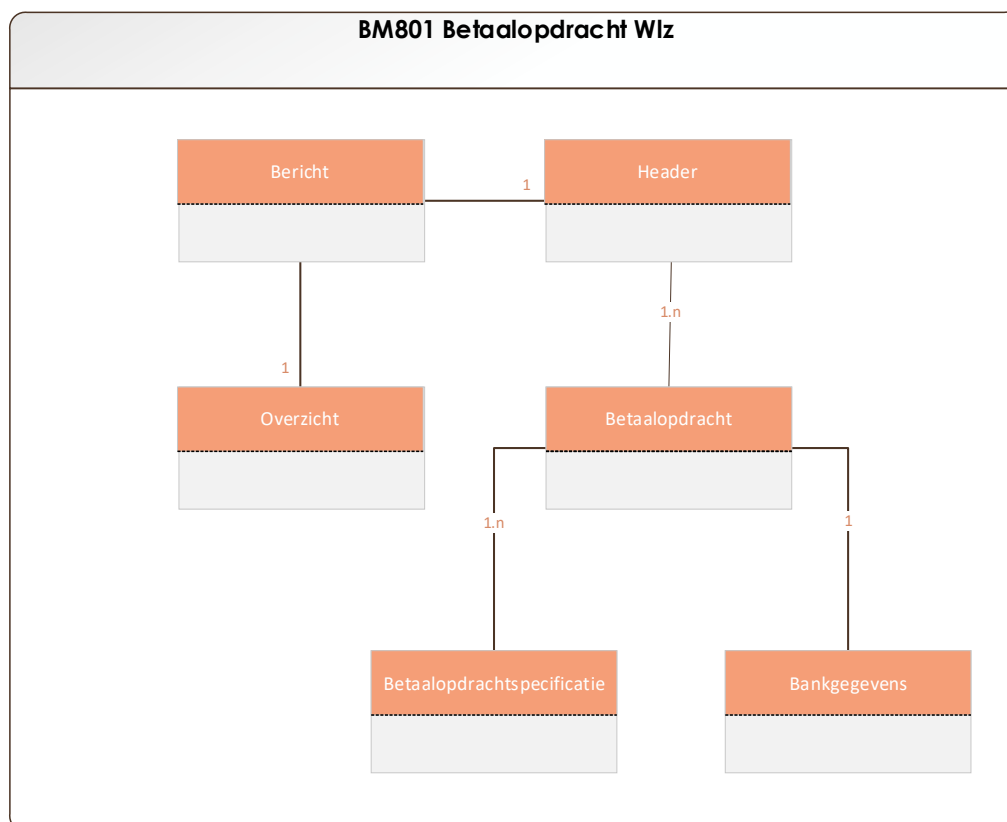 BM801 Betaalopdracht Wlz
Bericht
1
Header
1.n
1
Overzicht
Betaalopdracht
1.n
1
Betaalopdrachtspecificatie
Bankgegevens